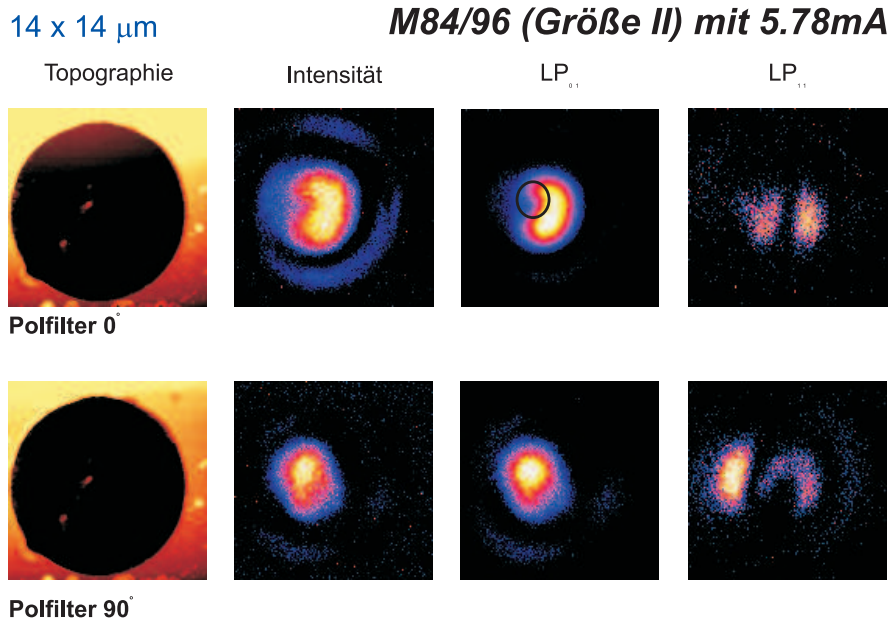 14 x 14 μm
M84/96 (Größe II) mit 5.78mA
Topographie Intensität LP₀₁ LP₁₁
Polfilter 0°
Polfilter 90°